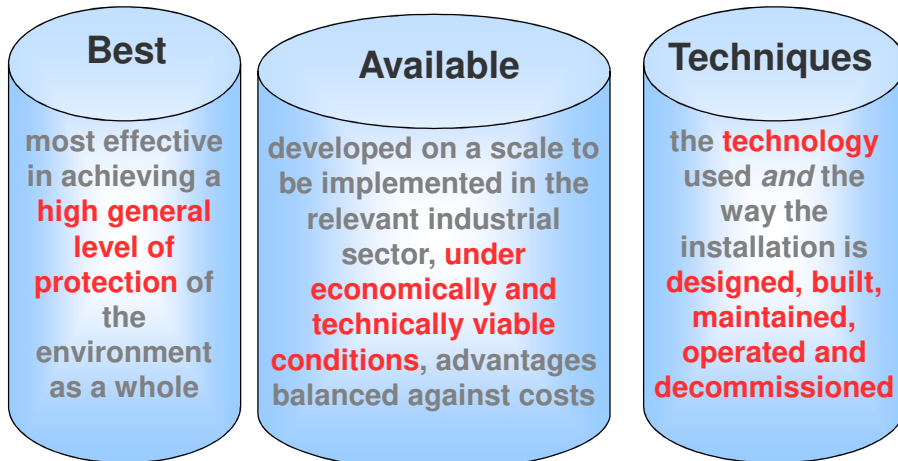 Best
most effective
in achieving a
high general
level of
protection of
the
environment
as a whole
Available
developed on a scale to
be implemented in the
relevant industrial
sector, under
economically and
technically viable
conditions, advantages
balanced against costs
Techniques
the technology
used and the
way the
installation is
designed, built,
maintained,
operated and
decommissioned